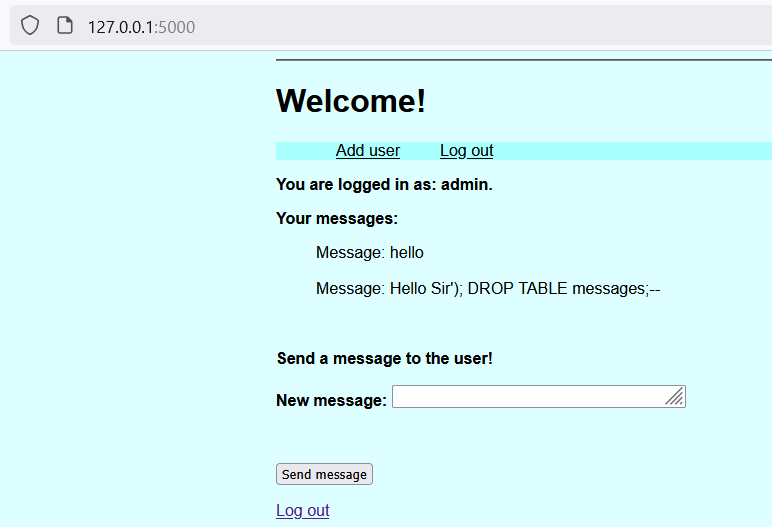 127.0.0.1:5000
Welcome!
Add user Log out
You are logged in as: admin.
Your messages:
Message: hello
Message: Hello Sir'); DROP TABLE messages;--
Send a message to the user!
New message:
Send message
Log out